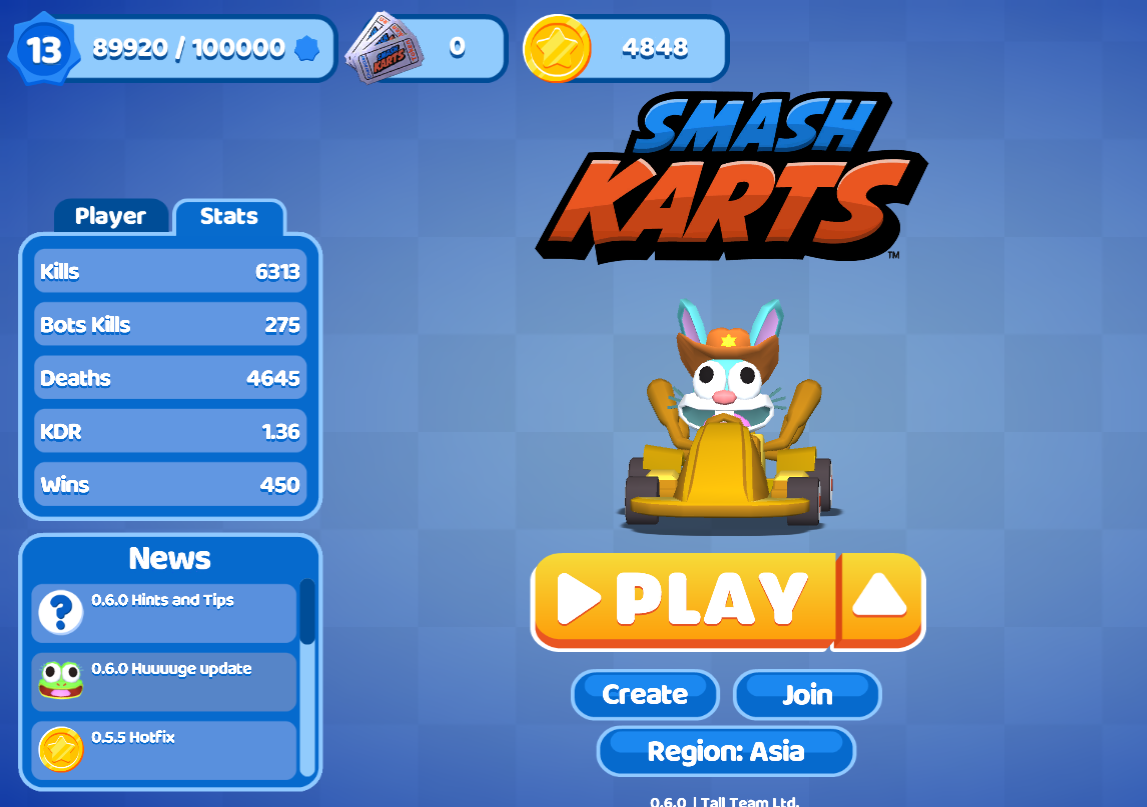 13
89920 / 100000
0
4848
SMASH
KARTS
TM
Player
Stats
Kills 6313
Bots Kills 275
Deaths 4645
KDR 1.36
Wins 450
News
0.6.0 Hints and Tips
?
0.6.0 Huuuuge update
0.5.5 Hotfix
PLAY
Create
Join
Region: Asia
0.6.0 | Tall Team Ltd.